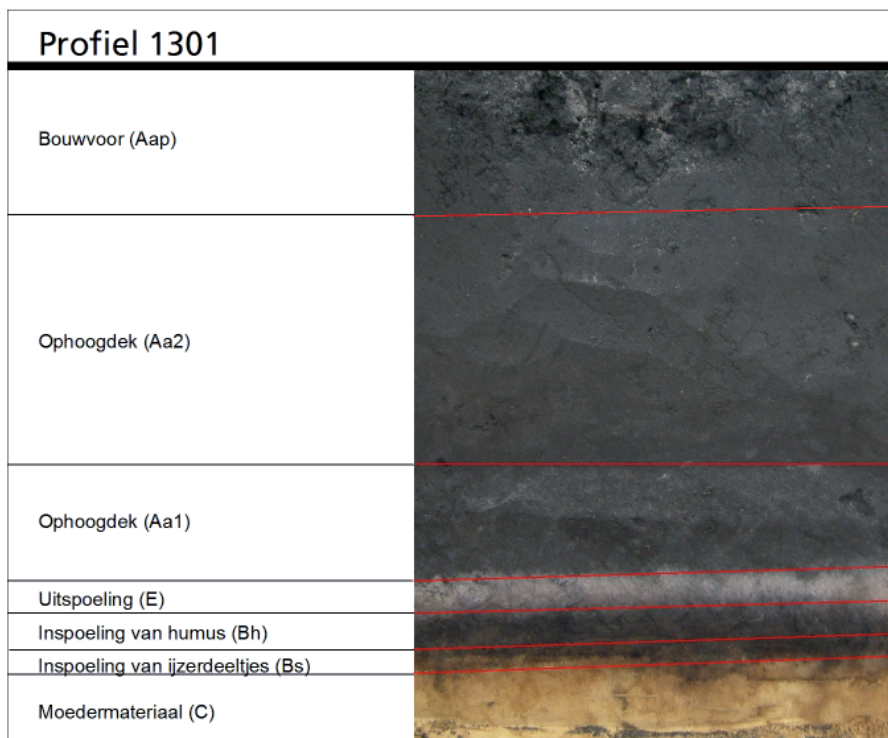 Profiel 1301
Bouwvoor (Aap)
Ophoogdek (Aa2)
Ophoogdek (Aa1)
Uitspoeling (E)
Inspoeling van humus (Bh)
Inspoeling van ijzerdeeltjes (Bs)
Moedermateriaal (C)